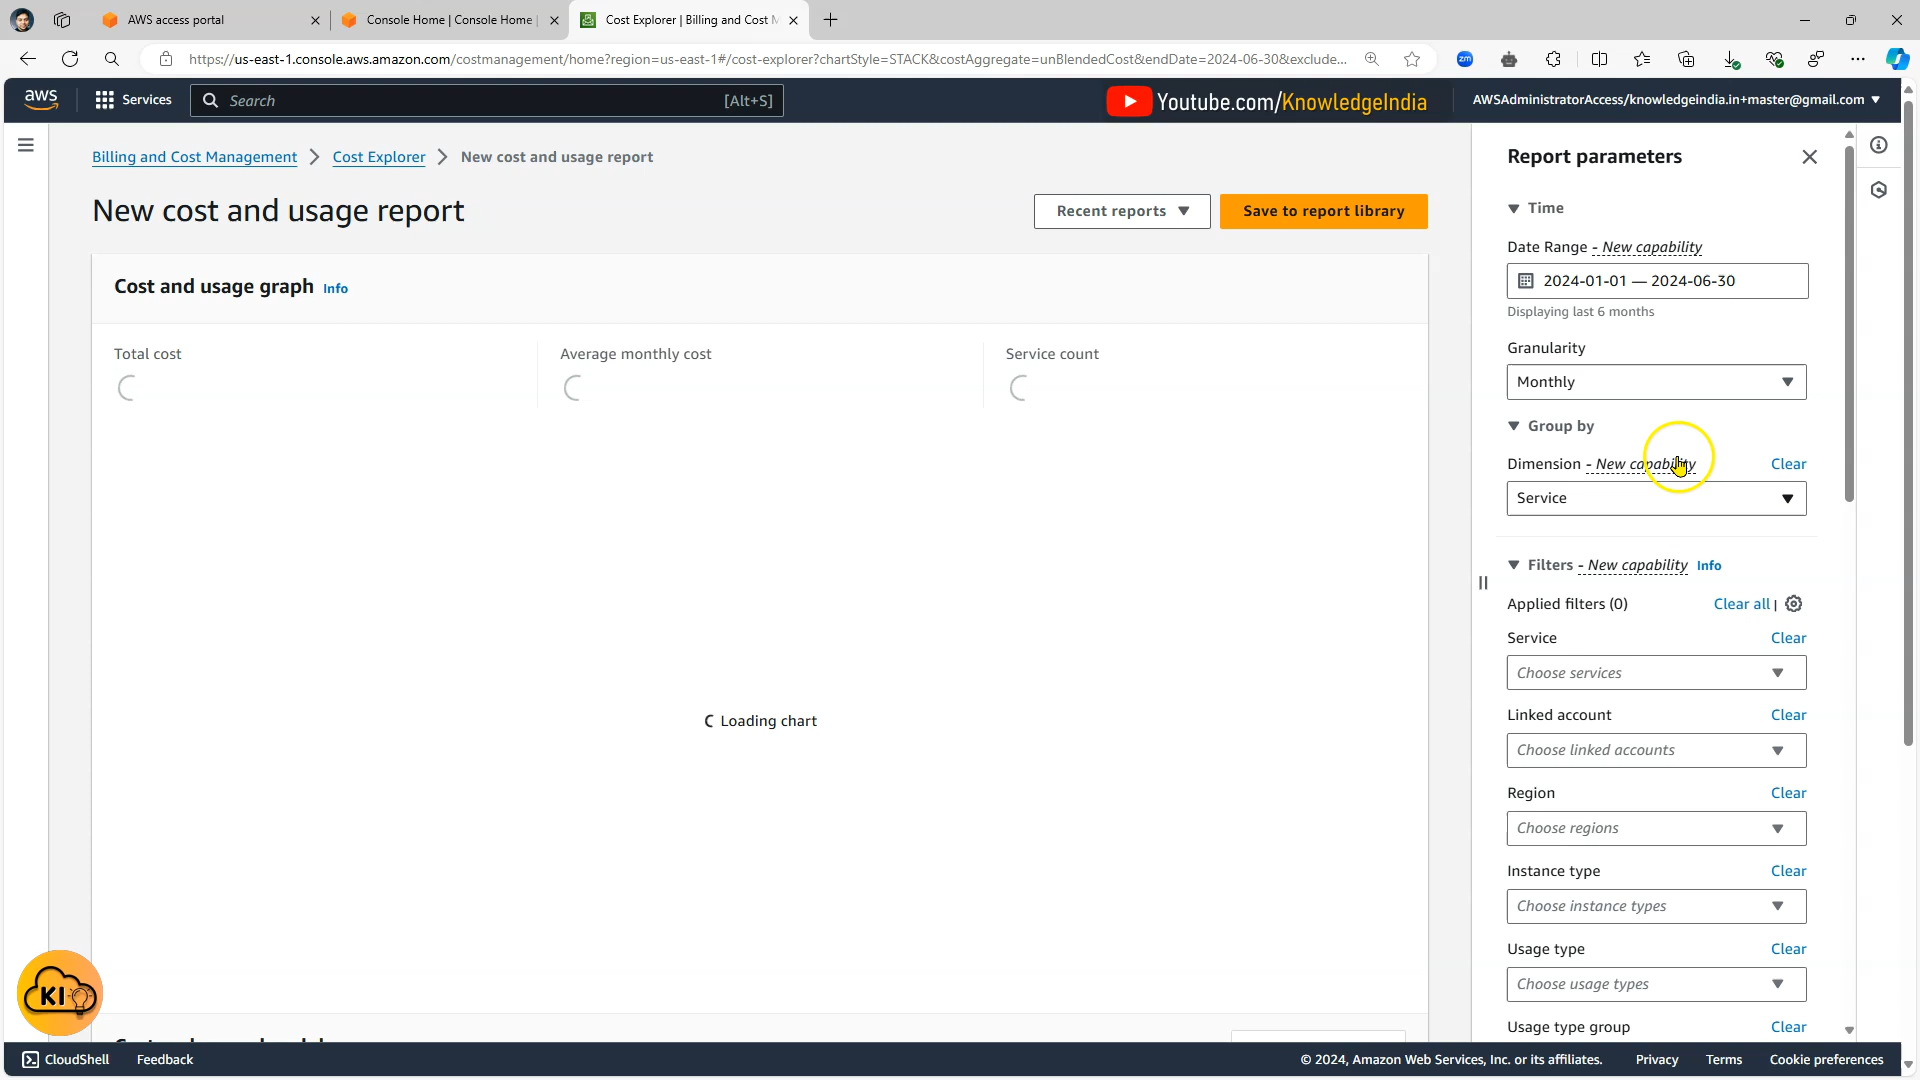 AWS access portal
Console Home | Console Home |
Cost Explorer | Billing and Cost M
https://us-east-1.console.aws.amazon.com/costmanagement/home?region=us-east-1#/cost-explorer?chartStyle=STACK&costAggregate=unBlendedCost&endDate=2024-06-30&exclude...
zm
aws
Services
Search
[Alt+S]
Youtube.com/KnowledgeIndia
AWSAdministratorAccess/knowledgeindia.in+master@gmail.com
Billing and Cost Management > Cost Explorer > New cost and usage report
New cost and usage report
Recent reports
Save to report library
Cost and usage graph Info
Total cost
Average monthly cost
Service count
Loading chart
Report parameters
Time
Date Range - New capability
2024-01-01 — 2024-06-30
Displaying last 6 months
Granularity
Monthly
Group by
Dimension - New capability
Clear
Service
Filters - New capability Info
Applied filters (0)
Clear all |
Service
Clear
Choose services
Linked account
Clear
Choose linked accounts
Region
Clear
Choose regions
Instance type
Clear
Choose instance types
Usage type
Clear
Choose usage types
Usage type group
Clear
KI
CloudShell
Feedback
© 2024, Amazon Web Services, Inc. or its affiliates.
Privacy
Terms
Cookie preferences